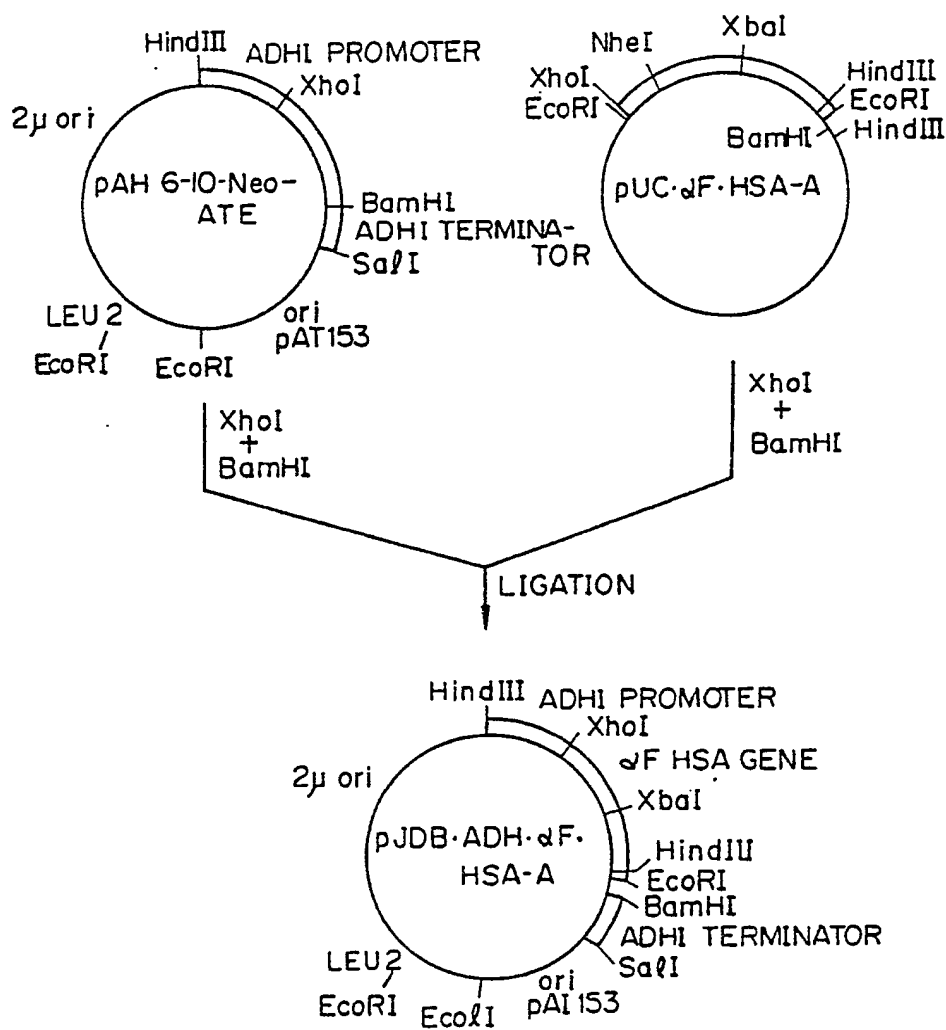 HindIII
ADHI PROMOTER
XhoI
2μ ori
pAH 6-10-Neo-
ATE
BamHI
ADHI TERMINA-
TOR
SalI
LEU2
EcoRI
EcoRI
ori
pAT153
XbaI
NheI
XhoI
EcoRI
HindIII
EcoRI
BamHI
HindIII
pUC·αF·HSA-A
XhoI
+
BamHI
XhoI
+
BamHI
LIGATION
HindIII
ADHI PROMOTER
XhoI
αF HSA GENE
2μ ori
XbaI
pJDB·ADH·αF·
HSA-A
HindIII
EcoRI
BamHI
ADHI TERMINATOR
SalI
LEU2
EcoRI
EcolI
ori
pAI153